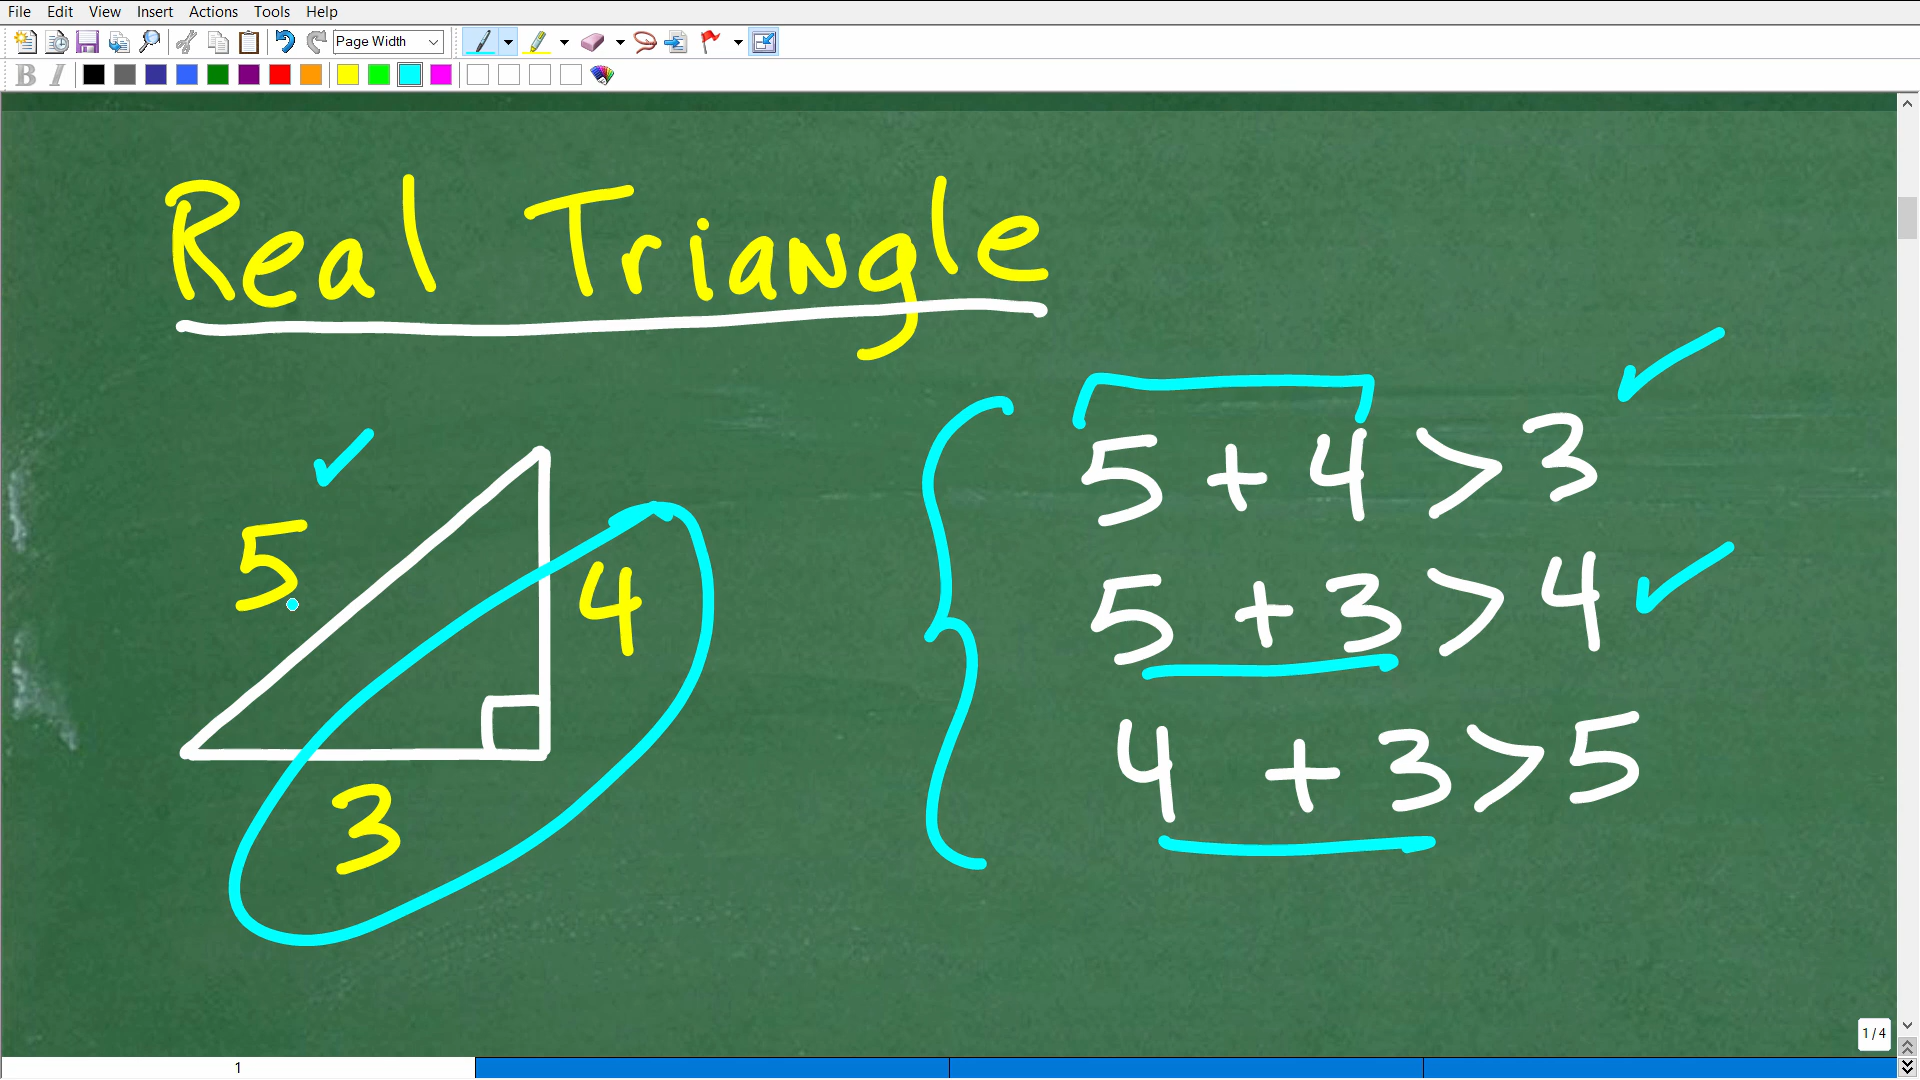 File Edit View Insert Actions Tools Help
Page Width
B I
Real Triangle
5 + 4 > 3
5
4
5 + 3 > 4
4 + 3 > 5
3
1 / 4
1